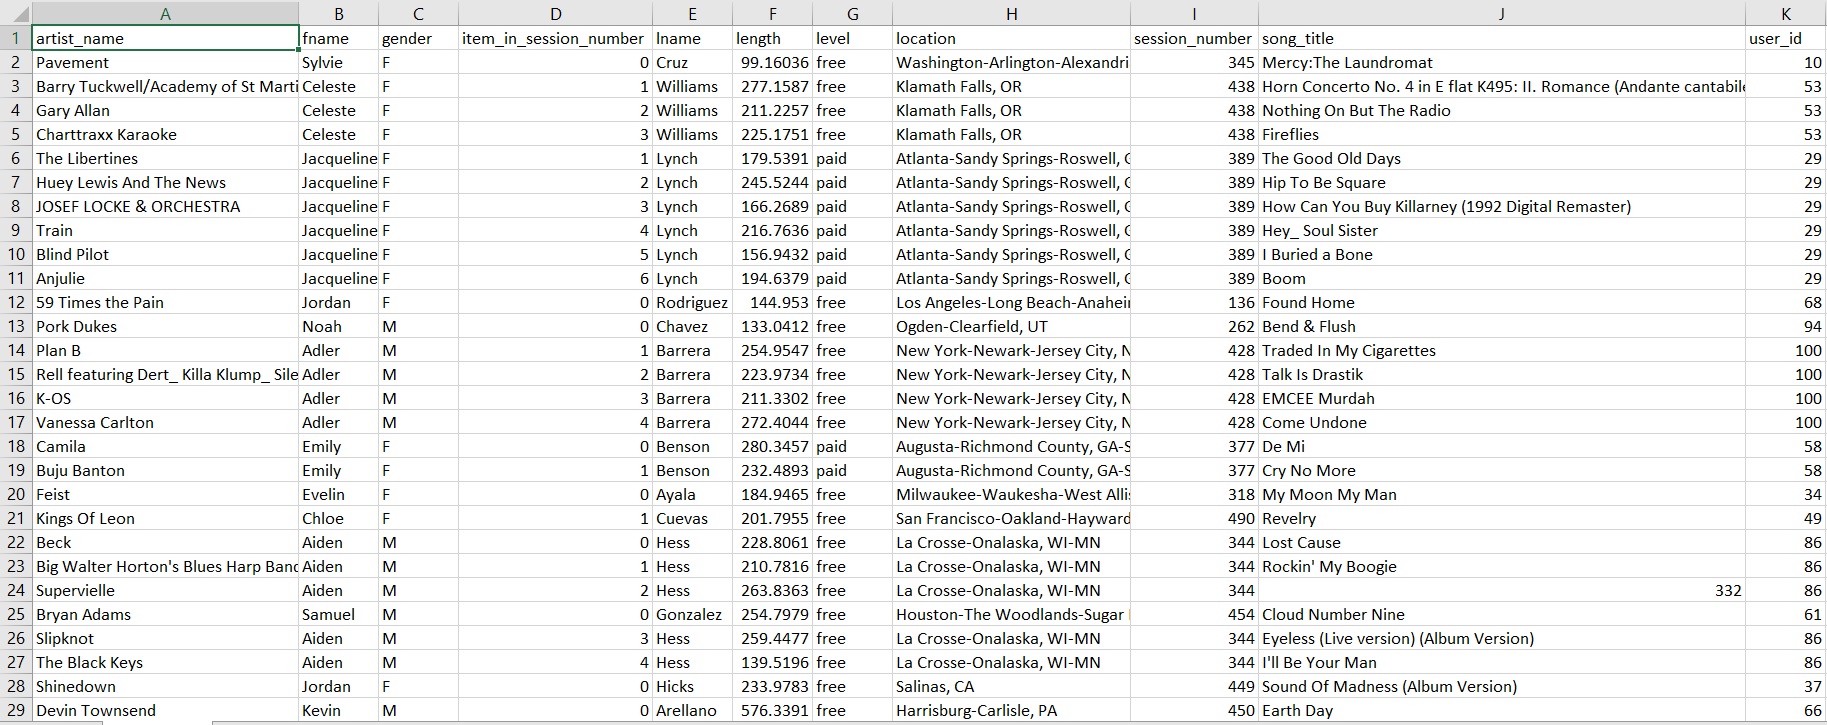 A B C D E F G H I J K
1 artist_name fname gender item_in_session_number lname length level location session_number song_title user_id
2 Pavement Sylvie F 0 Cruz 99.16036 free Washington-Arlington-Alexandri 345 Mercy:The Laundromat 10
3 Barry Tuckwell/Academy of St Marti Celeste F 1 Williams 277.1587 free Klamath Falls, OR 438 Horn Concerto No. 4 in E flat K495: II. Romance (Andante cantabile 53
4 Gary Allan Celeste F 2 Williams 211.2257 free Klamath Falls, OR 438 Nothing On But The Radio 53
5 Charttraxx Karaoke Celeste F 3 Williams 225.1751 free Klamath Falls, OR 438 Fireflies 53
6 The Libertines Jacqueline F 1 Lynch 179.5391 paid Atlanta-Sandy Springs-Roswell, 389 The Good Old Days 29
7 Huey Lewis And The News Jacqueline F 2 Lynch 245.5244 paid Atlanta-Sandy Springs-Roswell, 389 Hip To Be Square 29
8 JOSEF LOCKE & ORCHESTRA Jacqueline F 3 Lynch 166.2689 paid Atlanta-Sandy Springs-Roswell, 389 How Can You Buy Killarney (1992 Digital Remaster) 29
9 Train Jacqueline F 4 Lynch 216.7636 paid Atlanta-Sandy Springs-Roswell, 389 Hey_ Soul Sister 29
10 Blind Pilot Jacqueline F 5 Lynch 156.9432 paid Atlanta-Sandy Springs-Roswell, 389 I Buried a Bone 29
11 Anjulie Jacqueline F 6 Lynch 194.6379 paid Atlanta-Sandy Springs-Roswell, 389 Boom 29
12 59 Times the Pain Jordan F 0 Rodriguez 144.953 free Los Angeles-Long Beach-Anahei 136 Found Home 68
13 Pork Dukes Noah M 0 Chavez 133.0412 free Ogden-Clearfield, UT 262 Bend & Flush 94
14 Plan B Adler M 1 Barrera 254.9547 free New York-Newark-Jersey City, N 428 Traded In My Cigarettes 100
15 Rell featuring Dert_ Killa Klump_ Sile Adler M 2 Barrera 223.9734 free New York-Newark-Jersey City, N 428 Talk Is Drastik 100
16 K-OS Adler M 3 Barrera 211.3302 free New York-Newark-Jersey City, N 428 EMCEE Murdah 100
17 Vanessa Carlton Adler M 4 Barrera 272.4044 free New York-Newark-Jersey City, N 428 Come Undone 100
18 Camila Emily F 0 Benson 280.3457 paid Augusta-Richmond County, GA-S 377 De Mi 58
19 Buju Banton Emily F 1 Benson 232.4893 paid Augusta-Richmond County, GA-S 377 Cry No More 58
20 Feist Evelin F 0 Ayala 184.9465 free Milwaukee-Waukesha-West Allis 318 My Moon My Man 34
21 Kings Of Leon Chloe F 1 Cuevas 201.7955 free San Francisco-Oakland-Hayward 490 Revelry 49
22 Beck Aiden M 0 Hess 228.8061 free La Crosse-Onalaska, WI-MN 344 Lost Cause 86
23 Big Walter Horton's Blues Harp Band Aiden M 1 Hess 210.7816 free La Crosse-Onalaska, WI-MN 344 Rockin' My Boogie 86
24 Supervielle Aiden M 2 Hess 263.8363 free La Crosse-Onalaska, WI-MN 344 332 86
25 Bryan Adams Samuel M 0 Gonzalez 254.7979 free Houston-The Woodlands-Sugar 454 Cloud Number Nine 61
26 Slipknot Aiden M 3 Hess 259.4477 free La Crosse-Onalaska, WI-MN 344 Eyeless (Live version) (Album Version) 86
27 The Black Keys Aiden M 4 Hess 139.5196 free La Crosse-Onalaska, WI-MN 344 I'll Be Your Man 86
28 Shinedown Jordan F 0 Hicks 233.9783 free Salinas, CA 449 Sound Of Madness (Album Version) 37
29 Devin Townsend Kevin M 0 Arellano 576.3391 free Harrisburg-Carlisle, PA 450 Earth Day 66